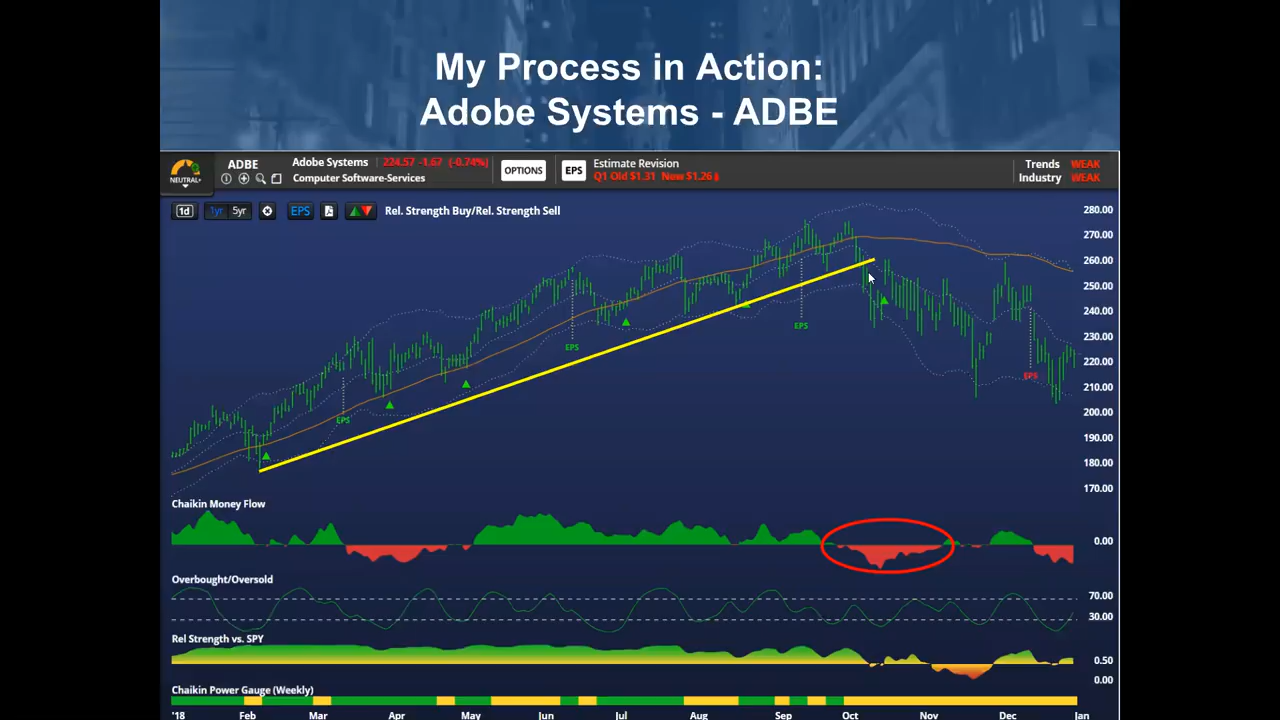 My Process in Action:
Adobe Systems - ADBE
NEUTRAL+
ADBE
Adobe Systems 224.57 -1.67 (-0.74%)
Computer Software-Services
OPTIONS
EPS
Estimate Revision
Q1 Old $1.31 New $1.26
Trends WEAK
Industry WEAK
1d 1yr 5yr EPS Rel. Strength Buy/Rel. Strength Sell
280.00
270.00
260.00
250.00
240.00
230.00
220.00
210.00
200.00
190.00
180.00
170.00
EPS
EPS
EPS
EPS
Chaikin Money Flow
0.00
Overbought/Oversold
70.00
30.00
Rel Strength vs. SPY
0.50
0.00
Chaikin Power Gauge (Weekly)
'18 Feb Mar Apr May Jun Jul Aug Sep Oct Nov Dec Jan